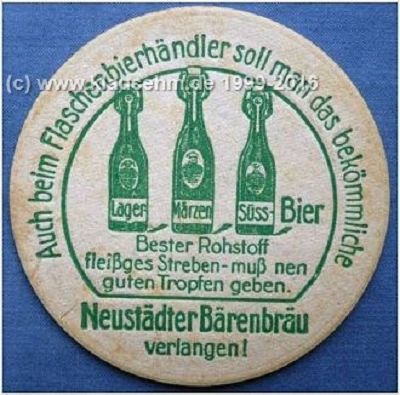 Auch beim Flaschenbierhändler soll man das bekömmliche
(c) www.klausehm.de 1999-2016
Lager- Märzen Süss- Bier
Bester Rohstoff
fleißges Streben - muß nen
guten Tropfen geben.
Neustädter Bärenbräu
verlangen!